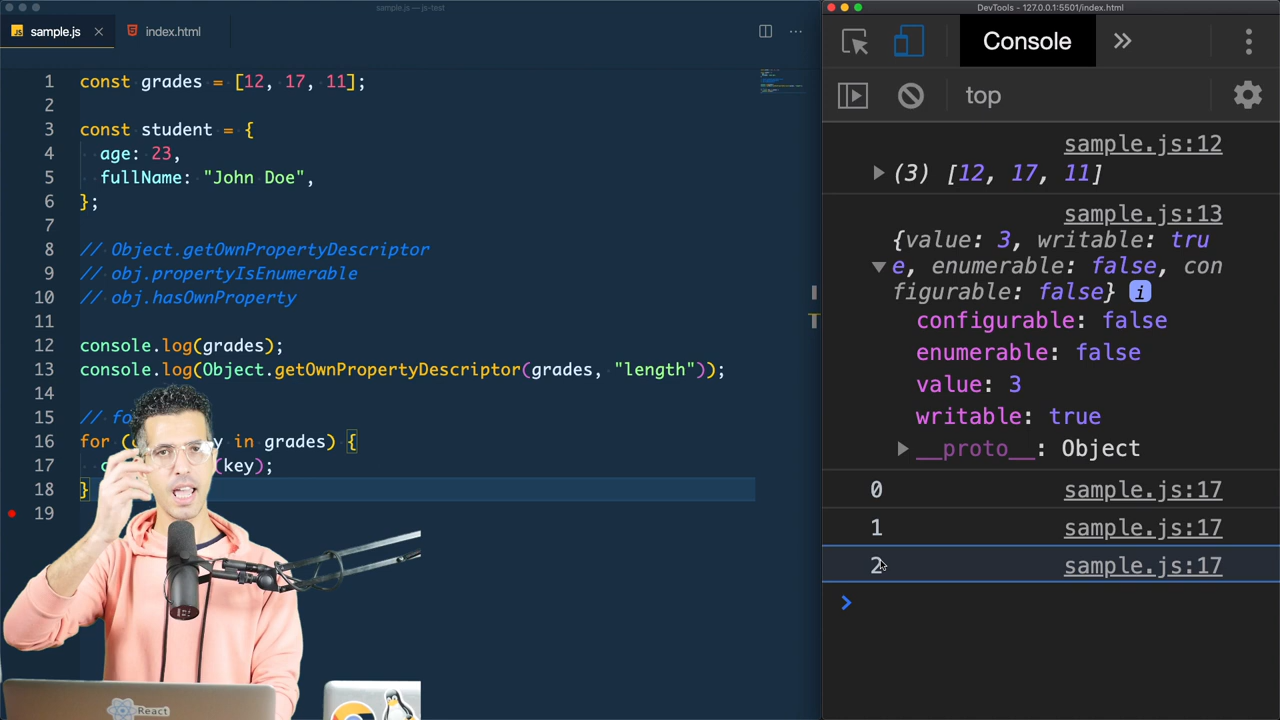 sample.js — js-test
sample.js
index.html
1 const grades = [12, 17, 11];
2
3 const student = {
4 age: 23,
5 fullName: "John Doe",
6 };
7
8 // Object.getOwnPropertyDescriptor
9 // obj.propertyIsEnumerable
10 // obj.hasOwnProperty
11
12 console.log(grades);
13 console.log(Object.getOwnPropertyDescriptor(grades, "length"));
14
15 // fo
16 for (c y in grades) {
17 c (key);
18 }
19
React
DevTools - 127.0.0.1:5501/index.html
Console
top
sample.js:12
(3) [12, 17, 11]
sample.js:13
{value: 3, writable: tru
e, enumerable: false, con
figurable: false} i
configurable: false
enumerable: false
value: 3
writable: true
__proto__: Object
0 sample.js:17
1 sample.js:17
2 sample.js:17